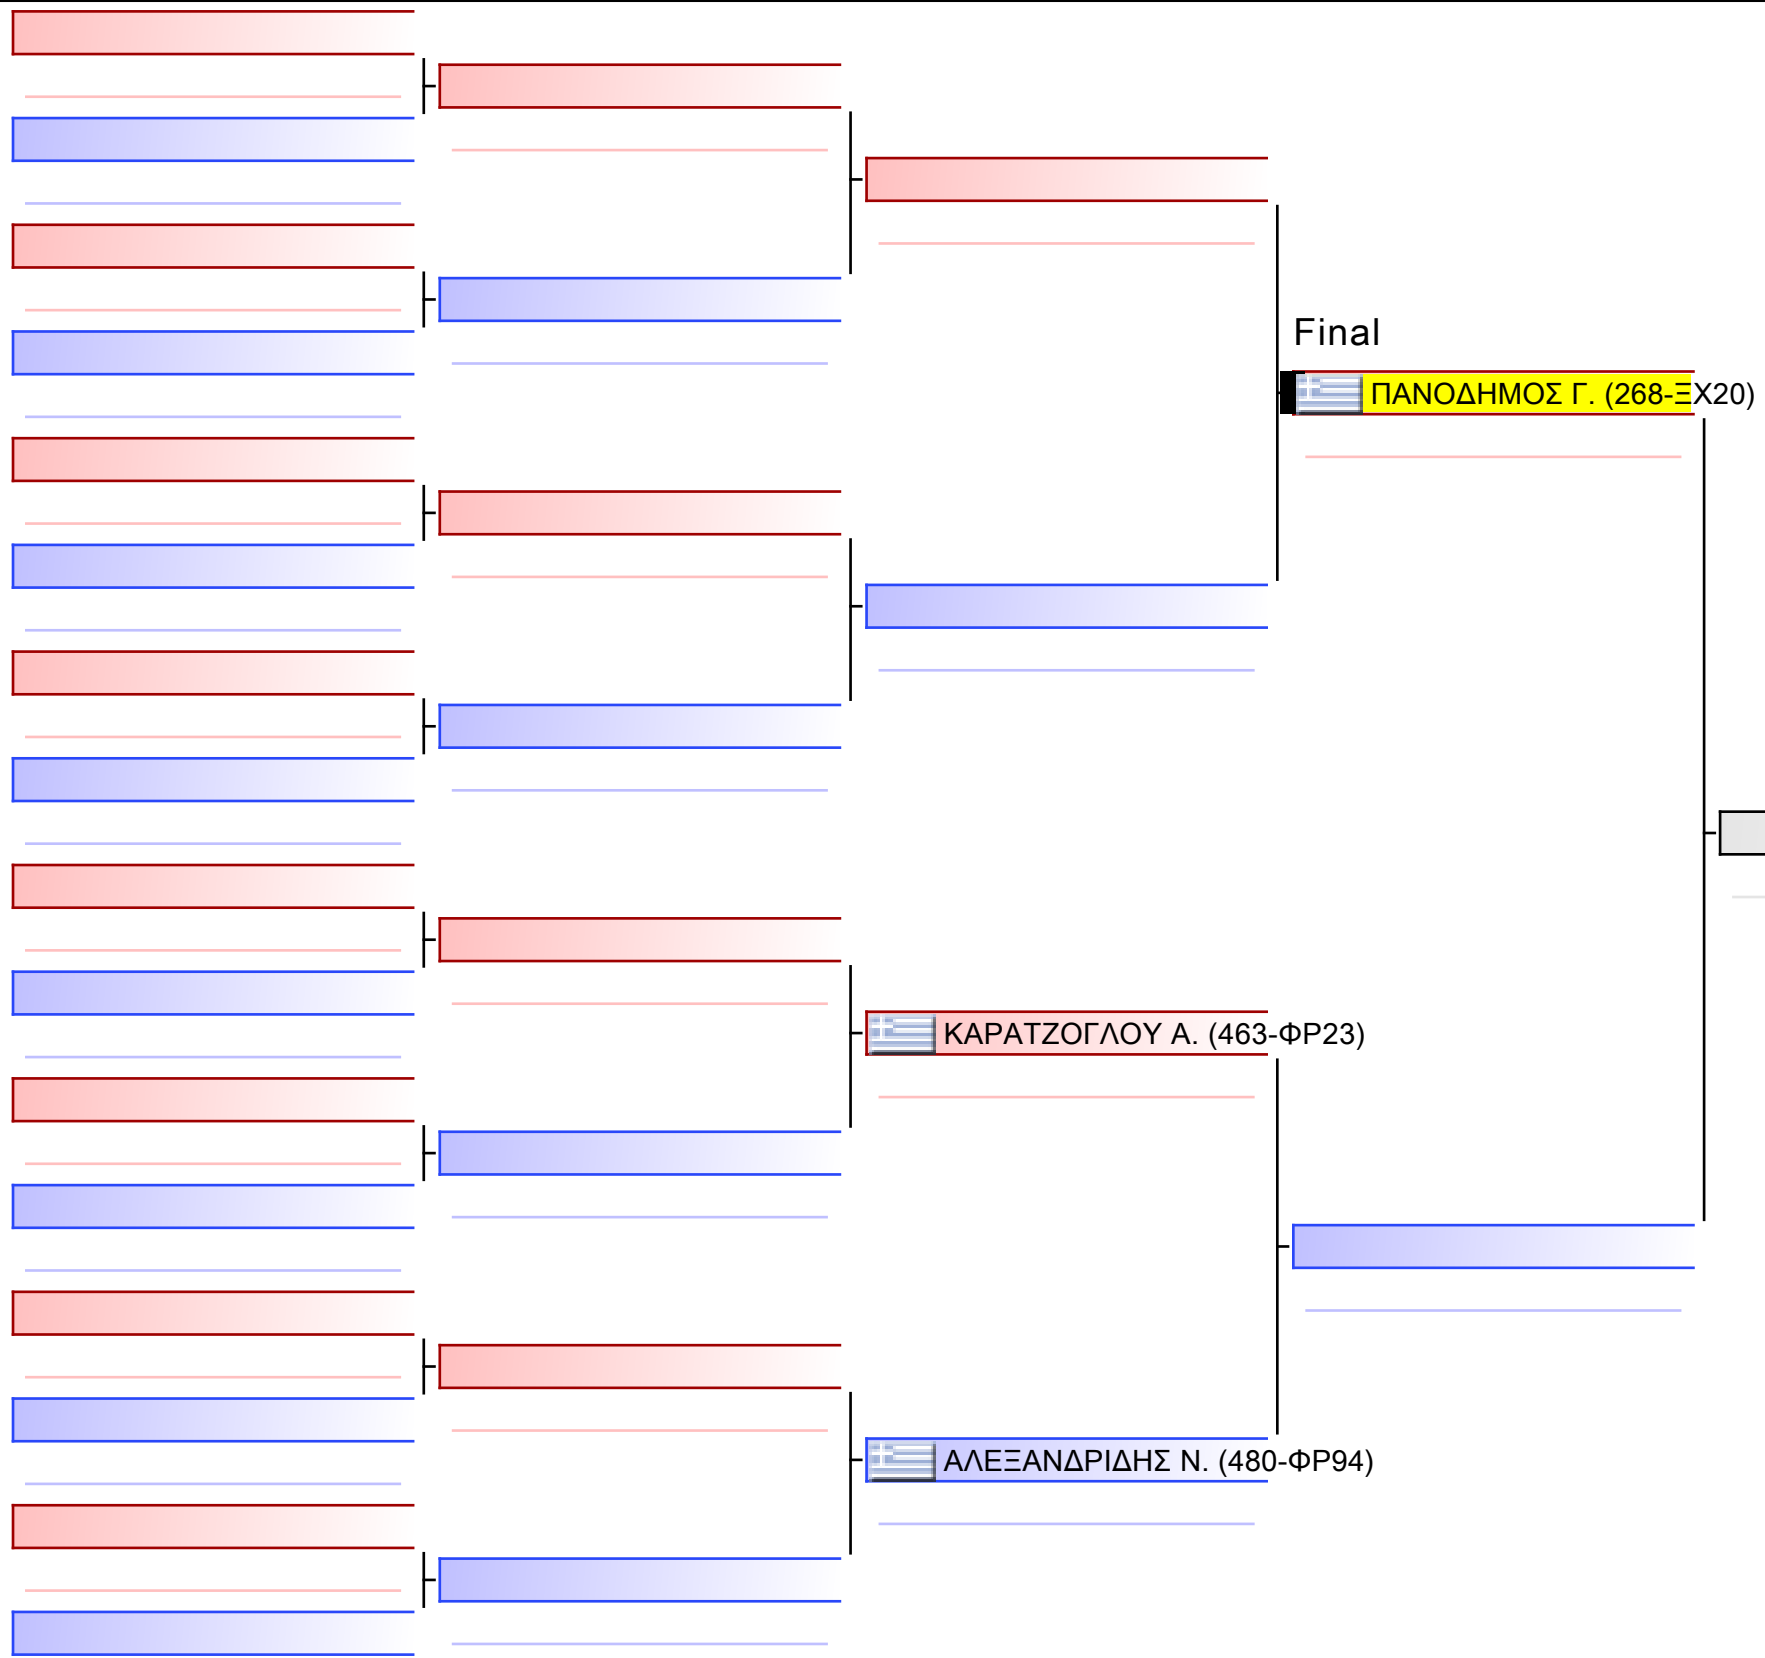 Final
ΠΑΝΟΔΗΜΟΣ Γ. (268-ΞΧ20)
ΚΑΡΑΤΖΟΓΛΟΥ Α. (463-ΦΡ23)
ΑΛΕΞΑΝΔΡΙΔΗΣ Ν. (480-ΦΡ94)